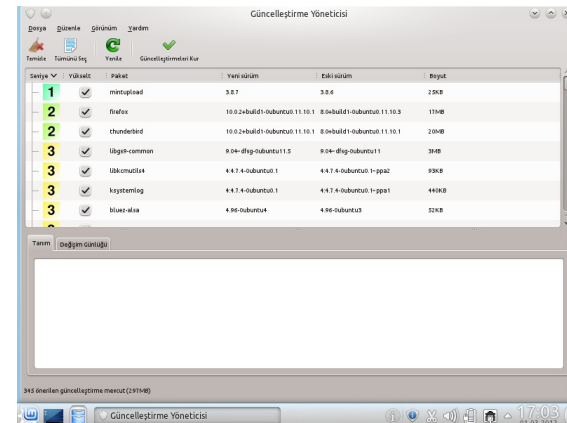 Güncelleştirme Yöneticisi
Dosya Düzenle Görünüm Yardım
Temizle Tümünü Seç Yenile Güncelleştirmeleri Kur
Seviye Yükselt Paket Yeni sürüm Eski sürüm Boyut
1 mintupload 3.8.7 3.8.6 25KB
2 firefox 10.0.2+build1-0ubuntu0.11.10.1 8.0+build1-0ubuntu0.11.10.3 17MB
2 thunderbird 10.0.2+build1-0ubuntu0.11.10.1 8.0+build1-0ubuntu0.11.10.1 20MB
3 libgs9-common 9.04~dfsg-0ubuntu11.5 9.04~dfsg-0ubuntu11 3MB
3 libkcmutils4 4:4.7.4-0ubuntu0.1 4:4.7.4-0ubuntu0.1~ppa2 93KB
3 ksystemlog 4:4.7.4-0ubuntu0.1 4:4.7.4-0ubuntu0.1~ppa1 440KB
3 bluez-alsa 4.96-0ubuntu4 4.96-0ubuntu3 52KB
Tanım Değişim Günlüğü
345 önerilen güncelleştirme mevcut (291MB)
Güncelleştirme Yöneticisi
17:03
01.03.2012